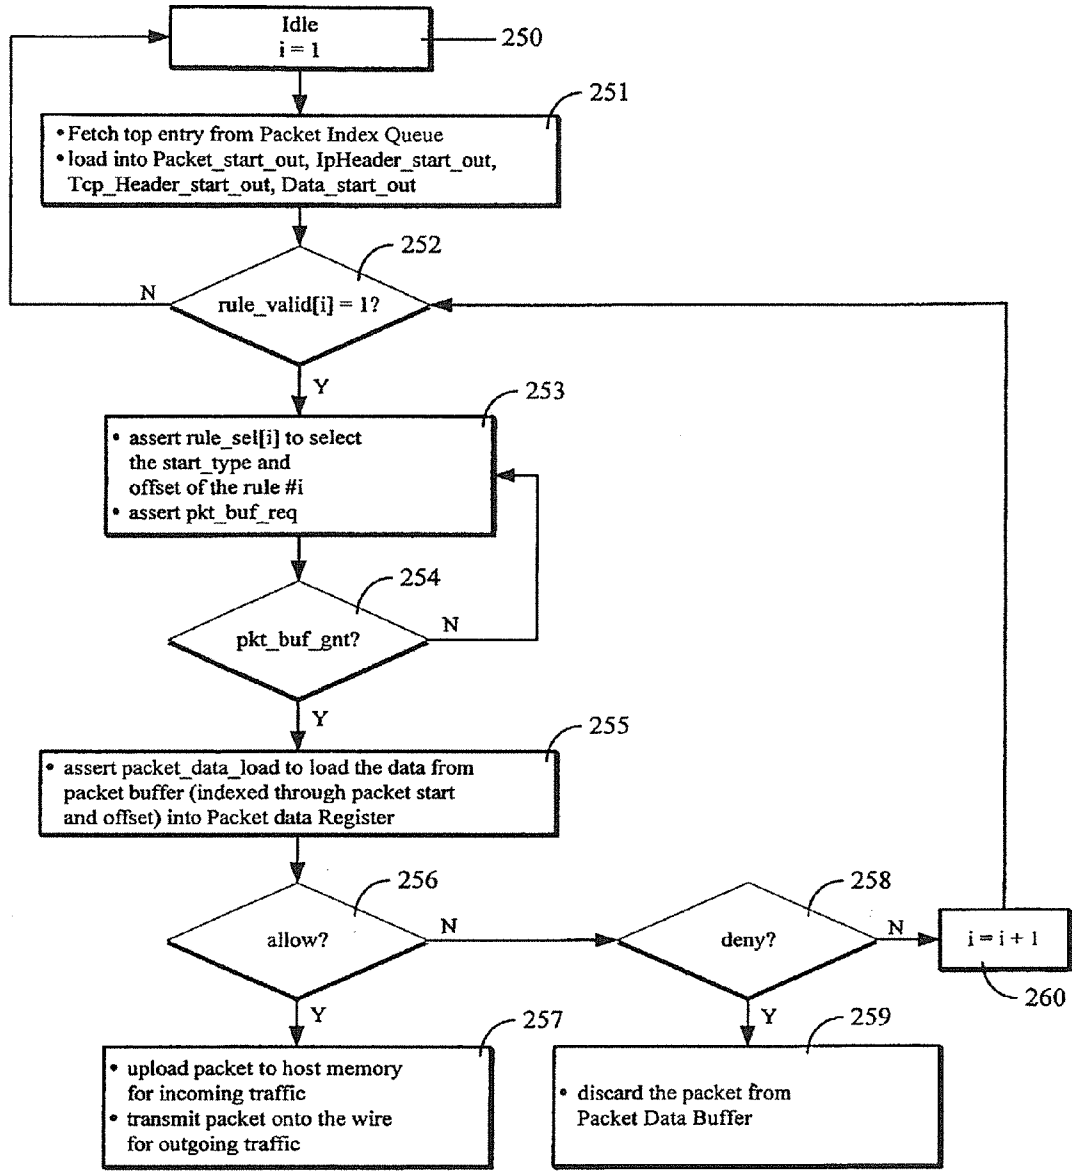 Idle
i = 1
250
251
• Fetch top entry from Packet Index Queue
• load into Packet_start_out, IpHeader_start_out,
Tcp_Header_start_out, Data_start_out
252
N
rule_valid[i] = 1?
Y
253
• assert rule_sel[i] to select
the start_type and
offset of the rule #i
• assert pkt_buf_req
254
pkt_buf_gnt?
N
Y
255
• assert packet_data_load to load the data from
packet buffer (indexed through packet start
and offset) into Packet data Register
256
allow?
N
258
deny?
N
i = i + 1
260
Y
257
• upload packet to host memory
for incoming traffic
• transmit packet onto the wire
for outgoing traffic
Y
259
• discard the packet from
Packet Data Buffer